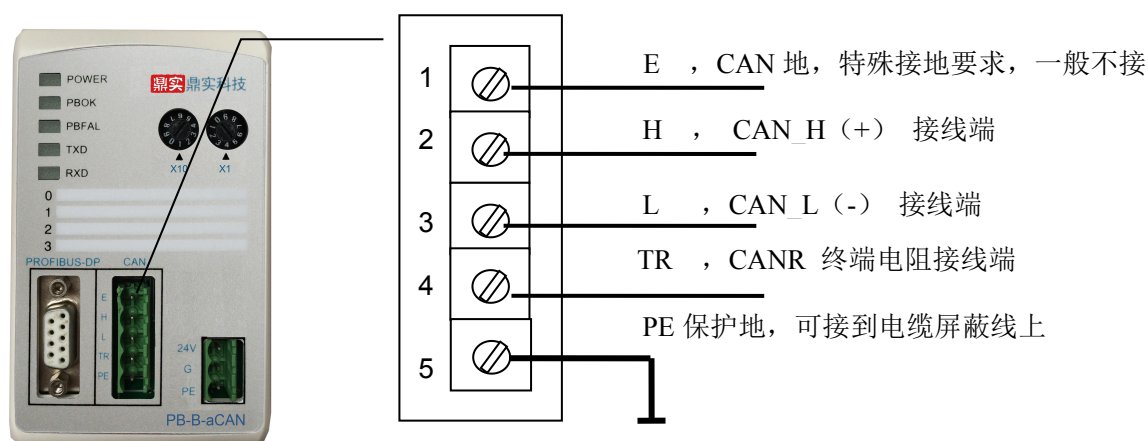 POWER
PBOK
PBFAL
TXD
RXD
鼎实 鼎实科技
X10 X1
0
1
2
3
PROFIBUS-DP CAN
E
H
L
TR
PE
24V
G
PE
PB-B-aCAN
1 E ，CAN 地，特殊接地要求，一般不接
2 H ， CAN_H（+） 接线端
3 L ，CAN_L（-） 接线端
4 TR ，CANR 终端电阻接线端
5 PE 保护地，可接到电缆屏蔽线上